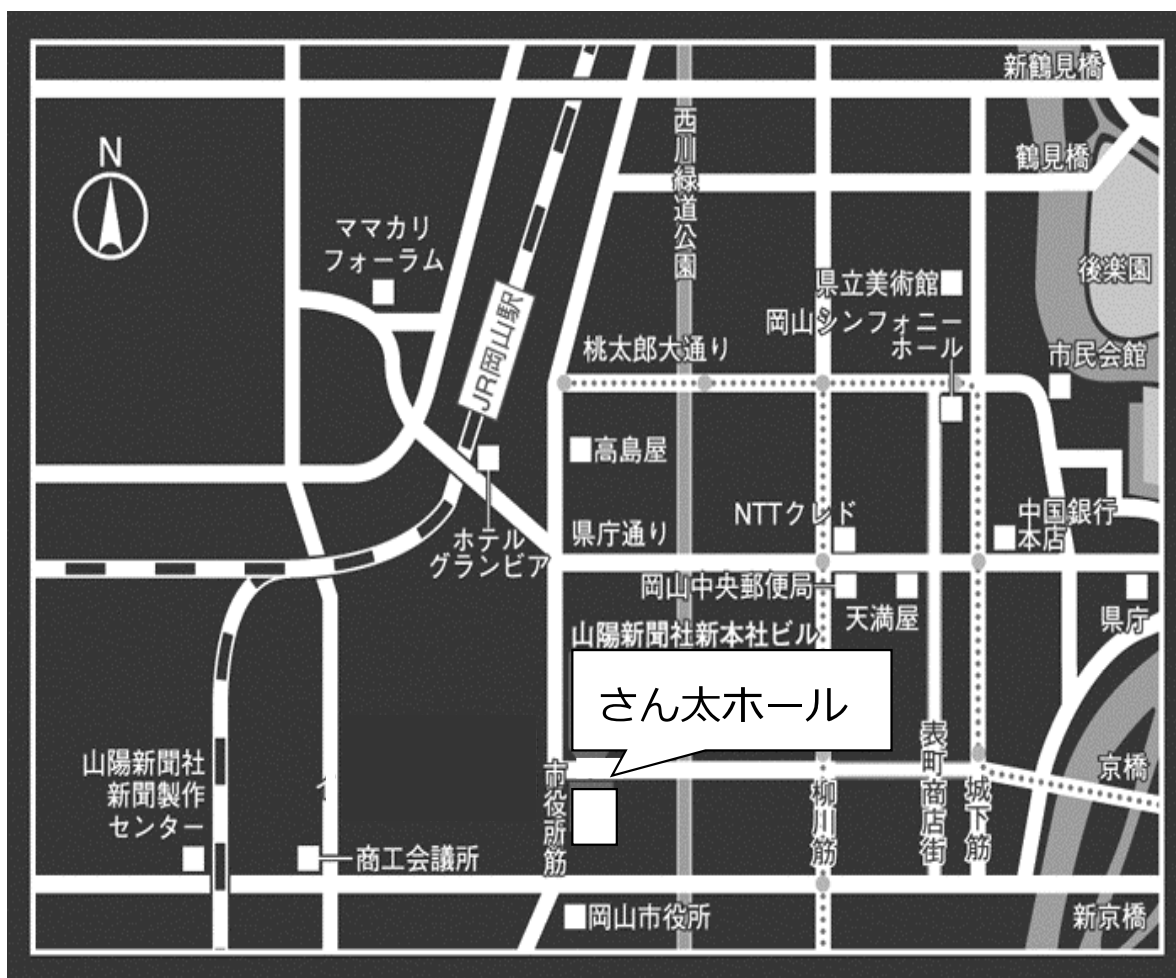 新鶴見橋
N
西川緑道公園
鶴見橋
ママカリ
フォーラム
後楽園
県立美術館
JR岡山駅
岡山シンフォニー
ホール
桃太郎大通り
市民会館
高島屋
NTTクレド
中国銀行
本店
県庁通り
ホテル
グランビア
岡山中央郵便局
天満屋
県庁
山陽新聞社新本社ビル
さん太ホール
表町商店街
京橋
山陽新聞社
新聞製作
センター
市役所筋
柳川筋
城下筋
商工会議所
岡山市役所
新京橋